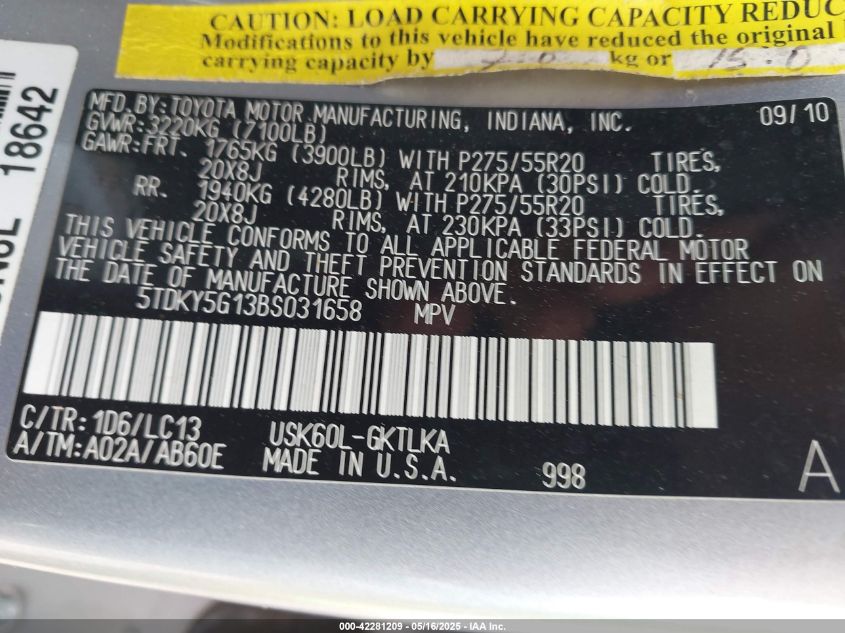 CAUTION: LOAD CARRYING CAPACITY REDUC
Modifications to this vehicle have reduced the original
carrying capacity by kg or 15.0
18642
MFD. BY: TOYOTA MOTOR MANUFACTURING, INDIANA, INC. 09/10
GVWR: 3220KG (7100LB)
GAWR: FRT. 1765KG (3900LB) WITH P275/55R20 TIRES,
20X8J RIMS, AT 210KPA (30PSI) COLD.
RR. 1940KG (4280LB) WITH P275/55R20 TIRES,
20X8J RIMS, AT 230KPA (33PSI) COLD.
THIS VEHICLE CONFORMS TO ALL APPLICABLE FEDERAL MOTOR
VEHICLE SAFETY AND THEFT PREVENTION STANDARDS IN EFFECT ON
THE DATE OF MANUFACTURE SHOWN ABOVE.
5TDKY5G13BS031658 MPV
C/TR: 1D6/LC13 USK60L-GKTLKA
A/TM: A02A/AB60E MADE IN U.S.A. 998 A
000-42281209 - 05/16/2025 - IAA Inc.